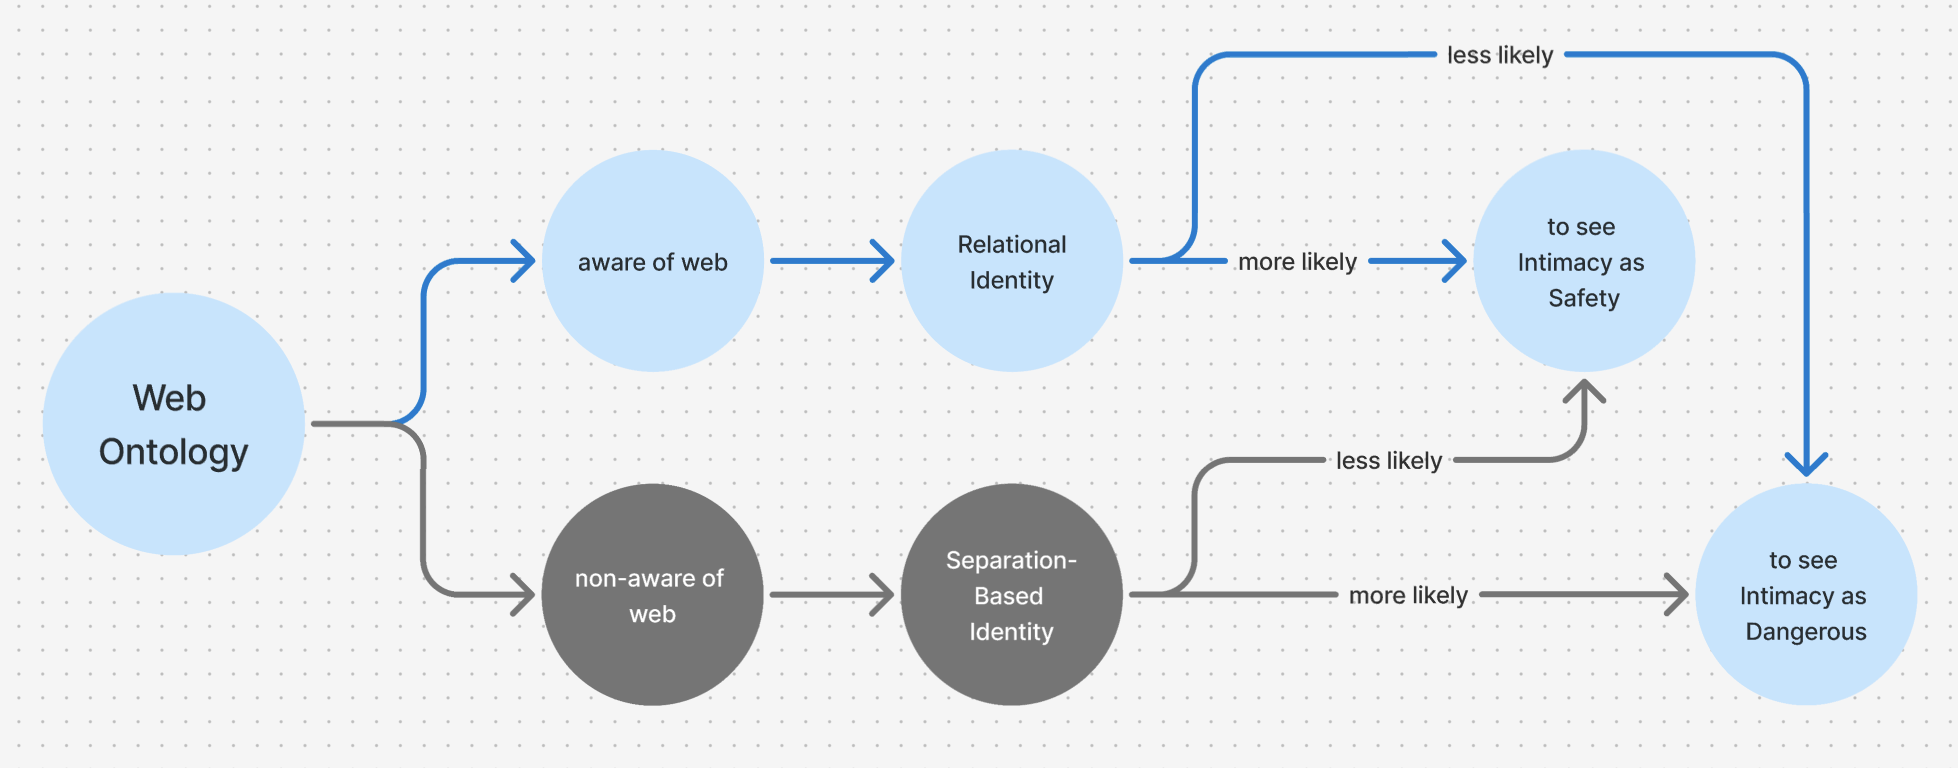 less likely
aware of web
Relational
Identity
more likely
to see
Intimacy as
Safety
Web
Ontology
less likely
non-aware of
web
Separation-
Based
Identity
more likely
to see
Intimacy as
Dangerous